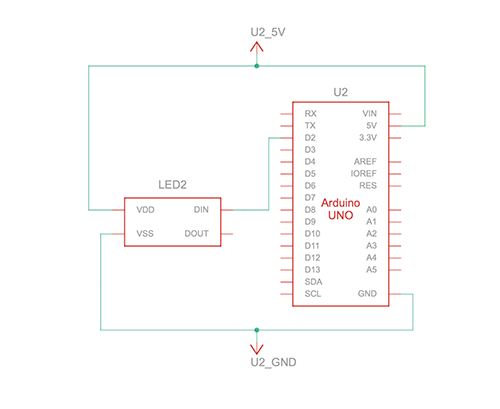 U2_5V
U2
RX VIN
TX 5V
D2 3.3V
D3
D4 AREF
D5 IOREF
D6 RES
D7
Arduino
UNO
D8 A0
D9 A1
D10 A2
D11 A3
D12 A4
D13 A5
SDA
SCL GND
LED2
VDD DIN
VSS DOUT
U2_GND